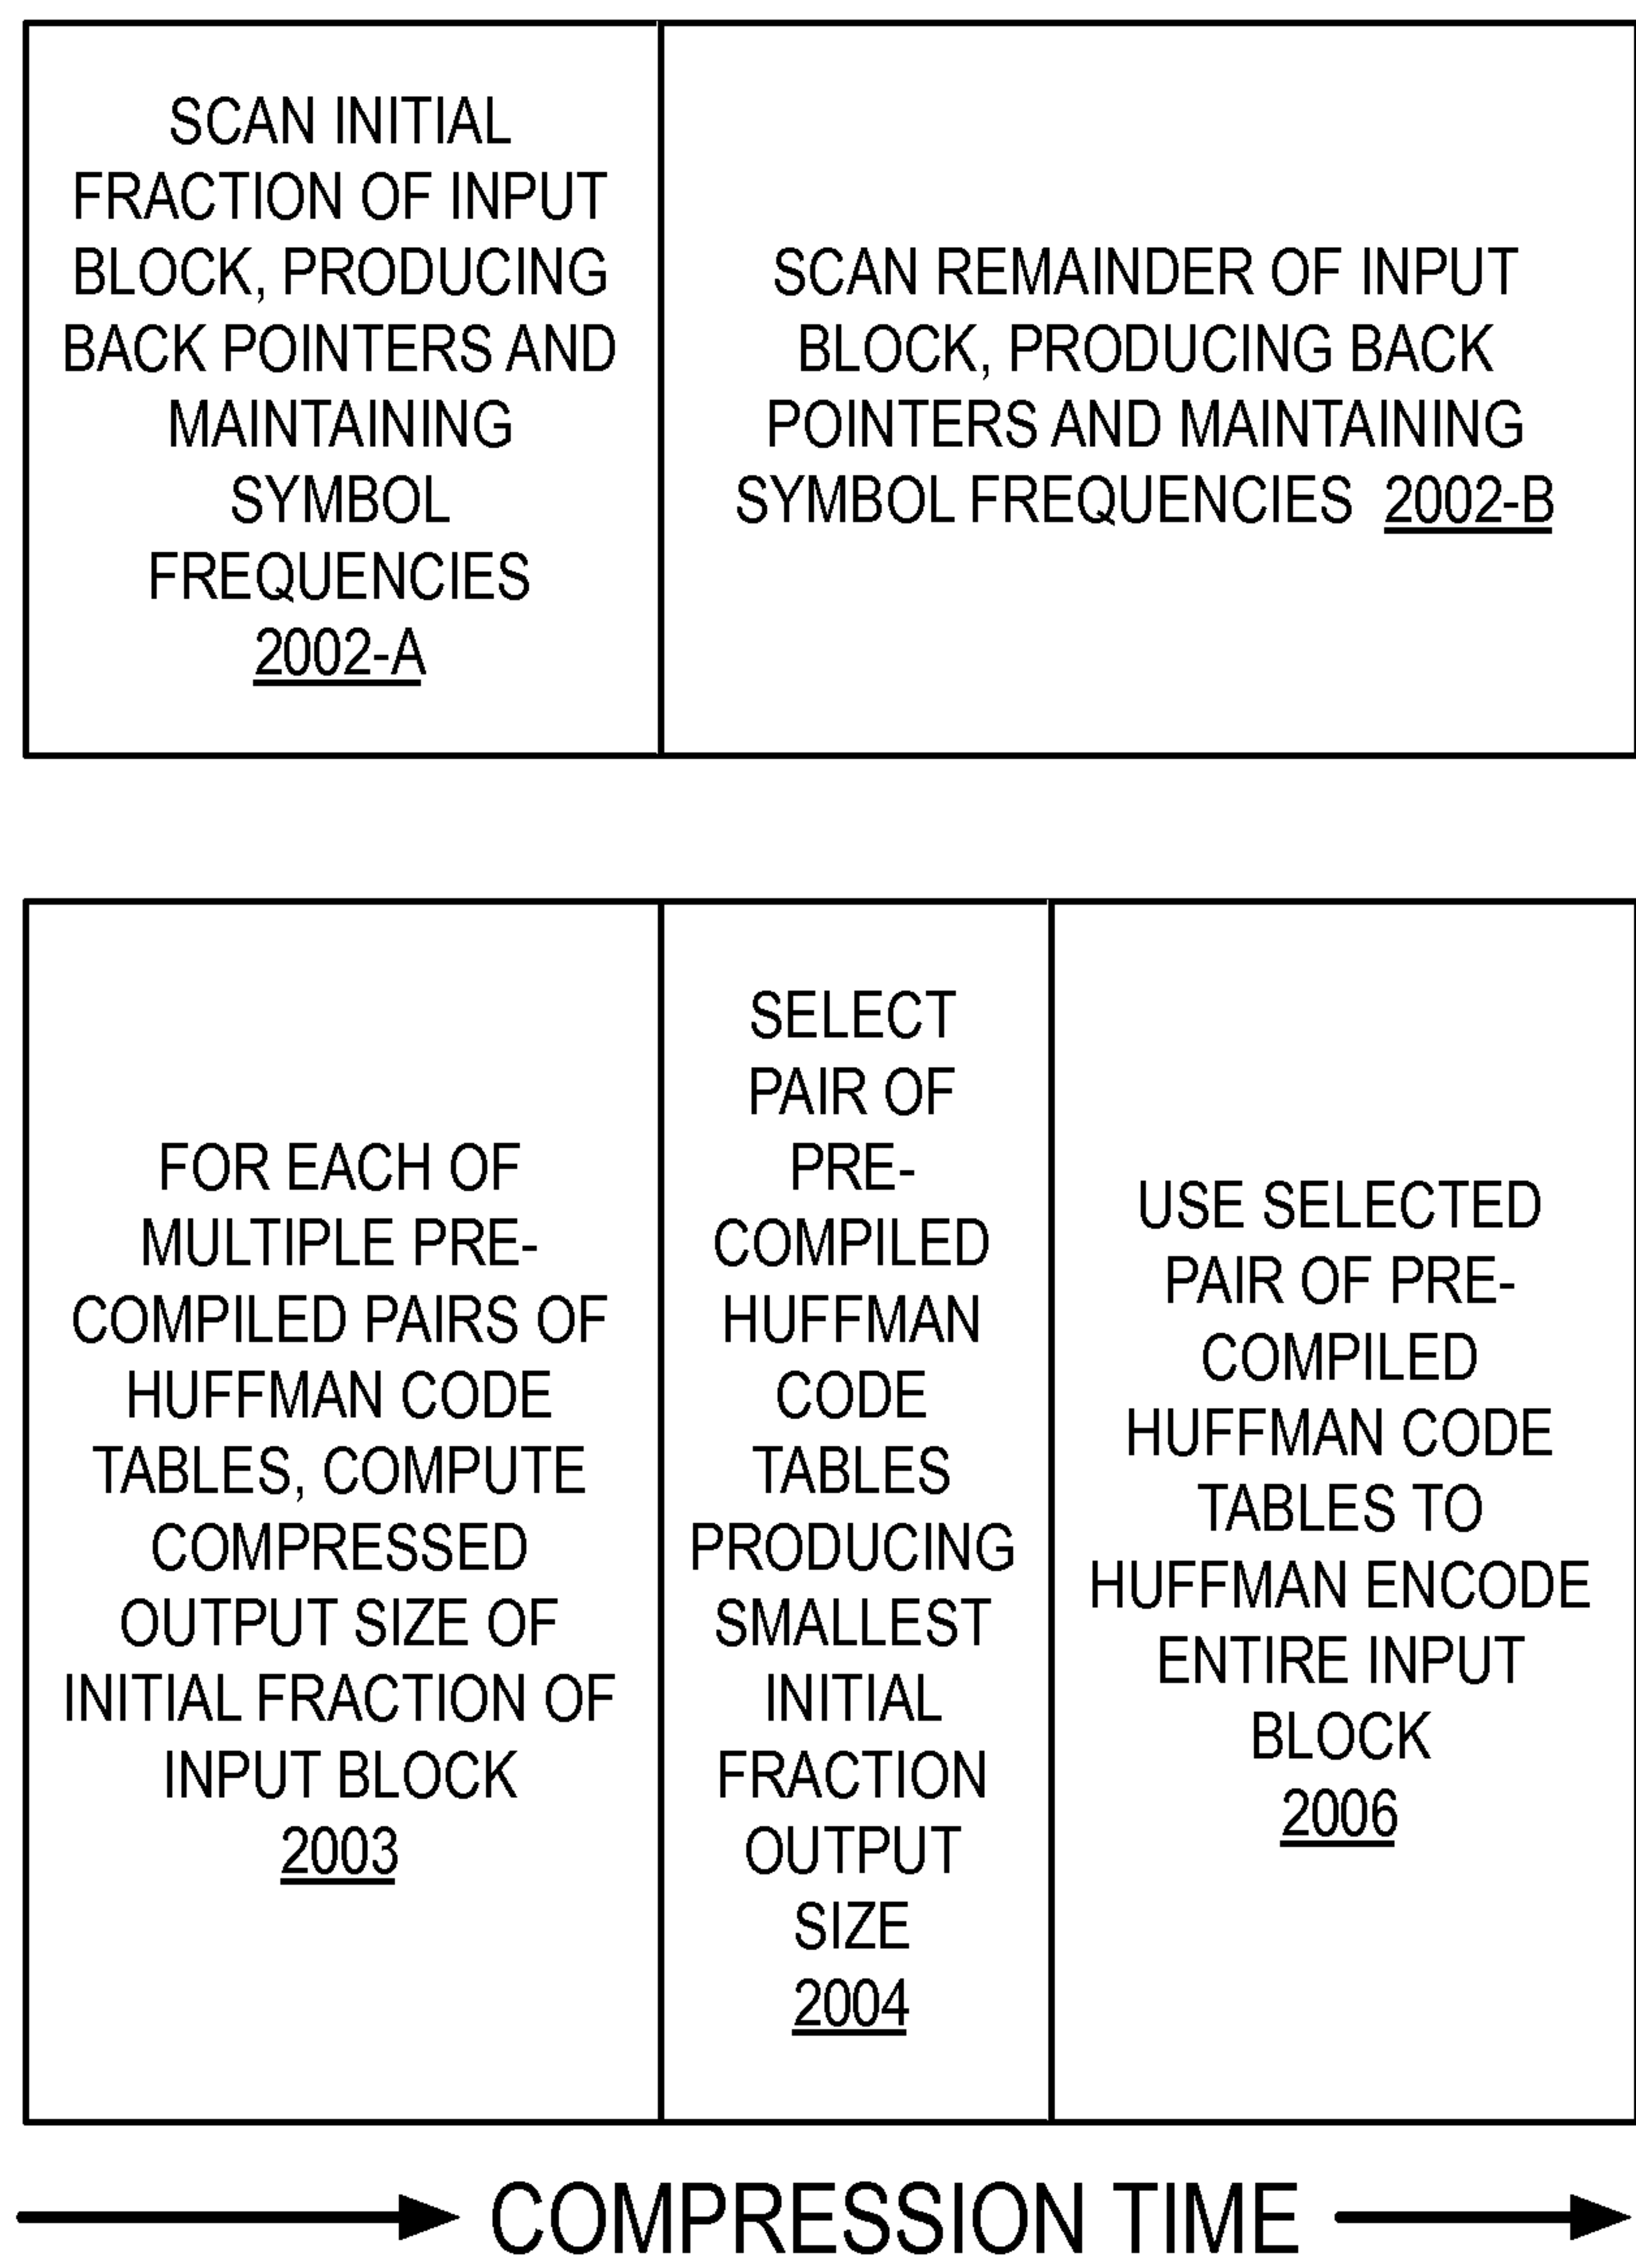 SCAN INITIAL
FRACTION OF INPUT
BLOCK, PRODUCING
BACK POINTERS AND
MAINTAINING
SYMBOL
FREQUENCIES
2002-A
SCAN REMAINDER OF INPUT
BLOCK, PRODUCING BACK
POINTERS AND MAINTAINING
SYMBOL FREQUENCIES 2002-B
FOR EACH OF
MULTIPLE PRE-
COMPILED PAIRS OF
HUFFMAN CODE
TABLES, COMPUTE
COMPRESSED
OUTPUT SIZE OF
INITIAL FRACTION OF
INPUT BLOCK
2003
SELECT
PAIR OF
PRE-
COMPILED
HUFFMAN
CODE
TABLES
PRODUCING
SMALLEST
INITIAL
FRACTION
OUTPUT
SIZE
2004
USE SELECTED
PAIR OF PRE-
COMPILED
HUFFMAN CODE
TABLES TO
HUFFMAN ENCODE
ENTIRE INPUT
BLOCK
2006
COMPRESSION TIME